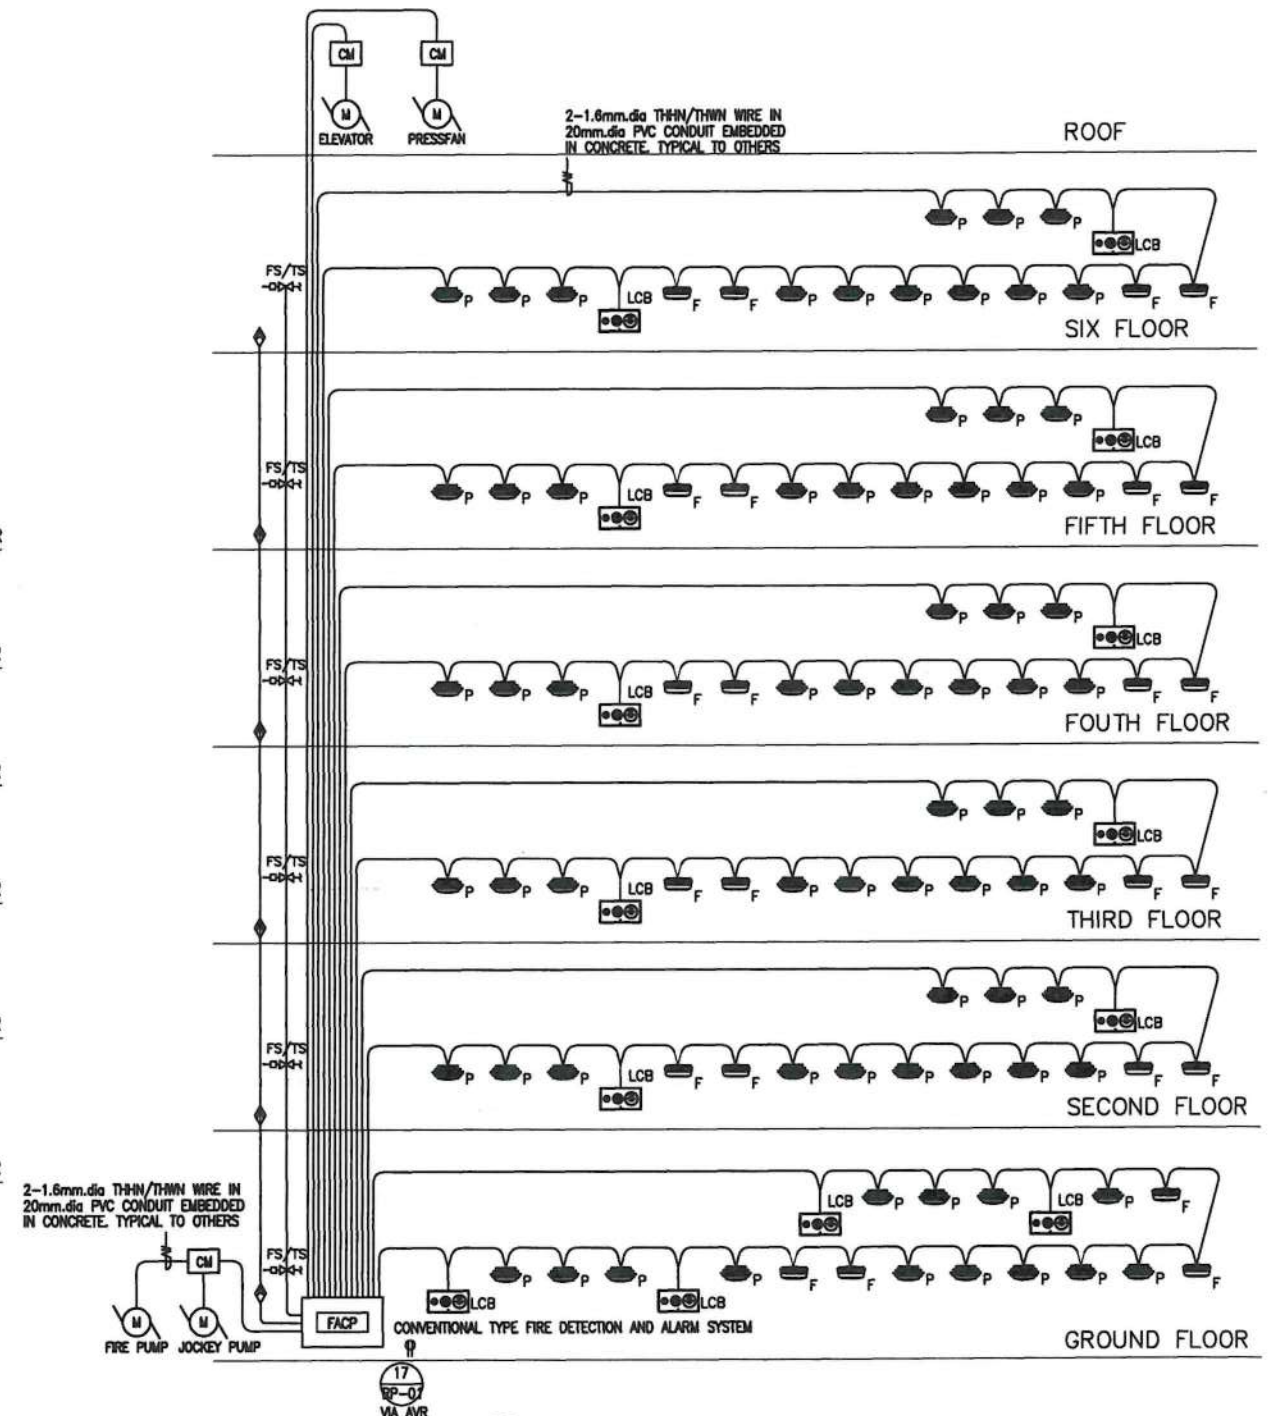 CM
CM
M
M
ELEVATOR
PRESSFAN
2-1.6mm.dia THHN/THWN WIRE IN
20mm.dia PVC CONDUIT EMBEDDED
IN CONCRETE. TYPICAL TO OTHERS
ROOF
P P P
LCB
FS/TS
P P P LCB F F P P P P P P F F
SIX FLOOR
P P P
LCB
FS/TS
P P P LCB F F P P P P P P F F
FIFTH FLOOR
P P P
LCB
FS/TS
P P P LCB F F P P P P P P F F
FOUTH FLOOR
P P P
LCB
FS/TS
P P P LCB F F P P P P P P F F
THIRD FLOOR
P P P
LCB
FS/TS
P P P LCB F F P P P P P P F F
SECOND FLOOR
2-1.6mm.dia THHN/THWN WIRE IN
20mm.dia PVC CONDUIT EMBEDDED
IN CONCRETE. TYPICAL TO OTHERS
LCB P P P LCB P F
FS/TS
CM
LCB P P P LCB P F F P P P P P F
M
M
FIRE PUMP JOCKEY PUMP
FACP
CONVENTIONAL TYPE FIRE DETECTION AND ALARM SYSTEM
GROUND FLOOR
17
VIA AVR